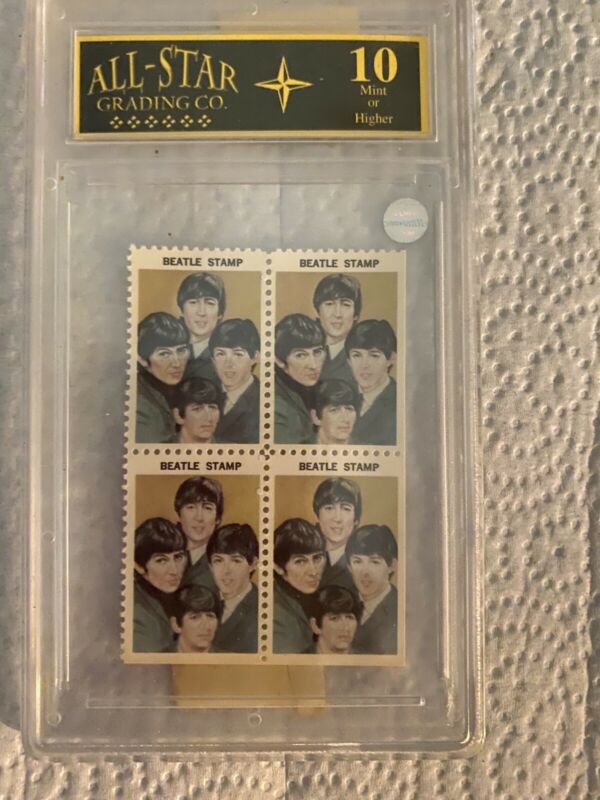 ALL-STAR
GRADING CO.
10
Mint
or
Higher
BEATLE STAMP
BEATLE STAMP
BEATLE STAMP
BEATLE STAMP